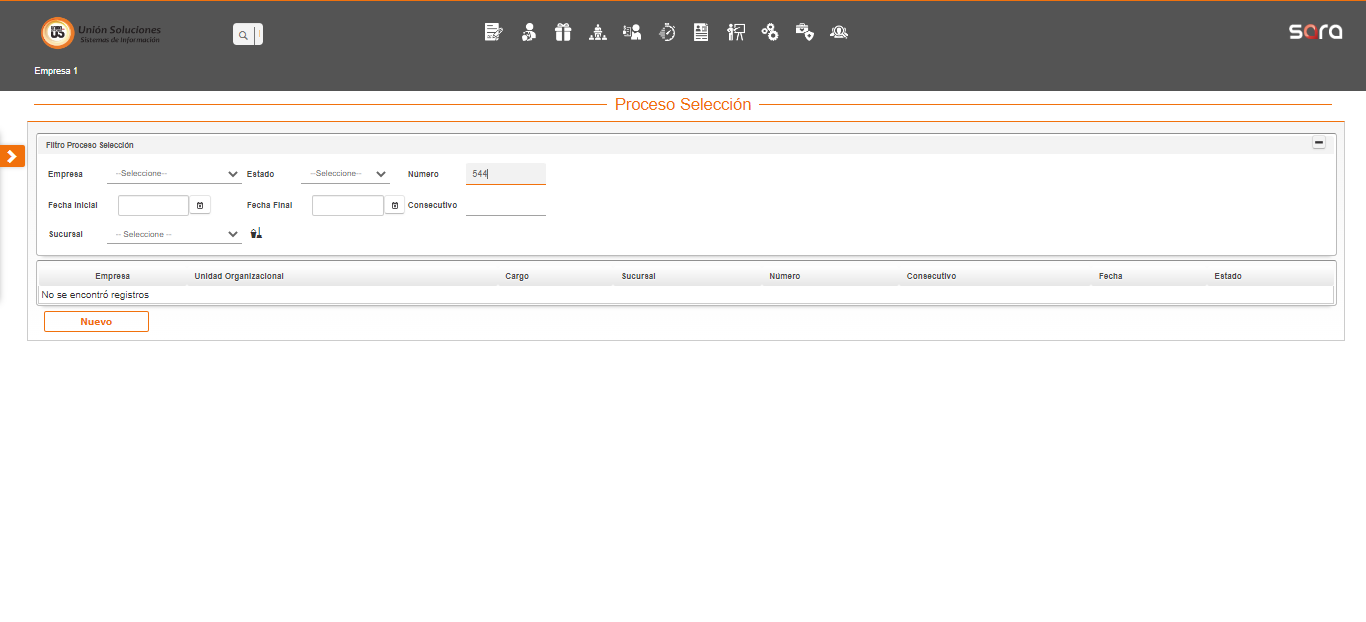 Unión Soluciones
Sistemas de Información
sora
Empresa 1
Proceso Selección
Filtro Proceso Selección
Empresa --Seleccione-- Estado --Seleccione-- Número 544
Fecha Inicial Fecha Final Consecutivo
Sucursal -- Seleccione --
Empresa Unidad Organizacional Cargo Sucursal Número Consecutivo Fecha Estado
No se encontró registros
Nuevo